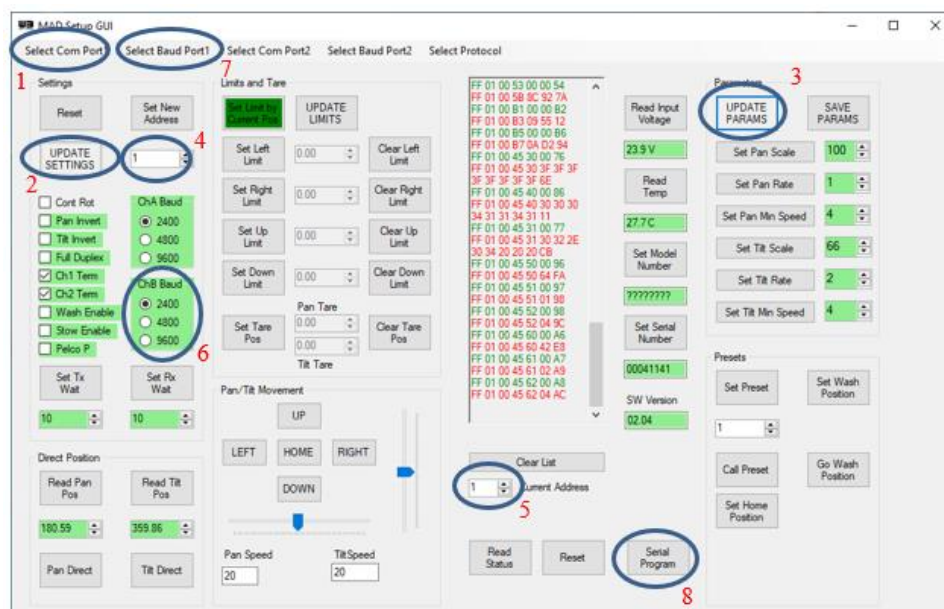 MAD Setup GUI
Select Com Port1 Select Baud Port1 Select Com Port2 Select Baud Port2 Select Protocol
1
7
3
Settings
Reset
Set New
Address
4
UPDATE
SETTINGS
1
2
Cont Rot
Pan Invert
Tilt Invert
Full Duplex
Ch1 Term
Ch2 Term
Wash Enable
Stow Enable
Pelco P
ChA Baud
2400
4800
9600
ChB Baud
2400
4800
9600
6
Set Tx
Wait
Set Rx
Wait
10
10
Direct Position
Read Pan
Pos
Read Tilt
Pos
180.59
359.86
Pan Direct
Tilt Direct
Limits and Tare
Set Limit by
Current Pos
UPDATE
LIMITS
Set Left
Limit
0.00
Clear Left
Limit
Set Right
Limit
0.00
Clear Right
Limit
Set Up
Limit
0.00
Clear Up
Limit
Set Down
Limit
0.00
Clear Down
Limit
Pan Tare
Set Tare
Pos
0.00
0.00
Clear Tare
Pos
Tilt Tare
Pan/Tilt Movement
UP
LEFT
HOME
RIGHT
DOWN
Pan Speed
20
TiltSpeed
20
FF 01 00 53 00 00 54
FF 01 00 5B 8C 92 7A
FF 01 00 B1 00 00 B2
FF 01 00 B3 09 55 12
FF 01 00 B5 00 00 B6
FF 01 00 B7 0A D2 94
FF 01 00 45 30 00 76
FF 01 00 45 30 3F 3F 3F
3F 3F 3F 3F 3F 6E
FF 01 00 45 40 00 86
FF 01 00 45 40 30 30 30
34 31 31 34 31 11
FF 01 00 45 31 00 77
FF 01 00 45 31 30 32 2E
30 34 20 20 20 CB
FF 01 00 45 50 00 96
FF 01 00 45 50 64 FA
FF 01 00 45 51 00 97
FF 01 00 45 51 01 98
FF 01 00 45 52 00 98
FF 01 00 45 52 04 9C
FF 01 00 45 60 00 A6
FF 01 00 45 60 42 E8
FF 01 00 45 61 00 A7
FF 01 00 45 61 02 A9
FF 01 00 45 62 00 A8
FF 01 00 45 62 04 AC
Clear List
1
Current Address
5
Read
Status
Reset
Serial
Program
8
Read Input
Voltage
23.9 V
Read
Temp
27.7 C
Set Model
Number
????????
Set Serial
Number
00041141
SW Version
02.04
Parameters
UPDATE
PARAMS
SAVE
PARAMS
Set Pan Scale
100
Set Pan Rate
1
Set Pan Min Speed
4
Set Tilt Scale
66
Set Tilt Rate
2
Set Tilt Min Speed
4
Presets
Set Preset
Set Wash
Position
1
Call Preset
Go Wash
Position
Set Home
Position